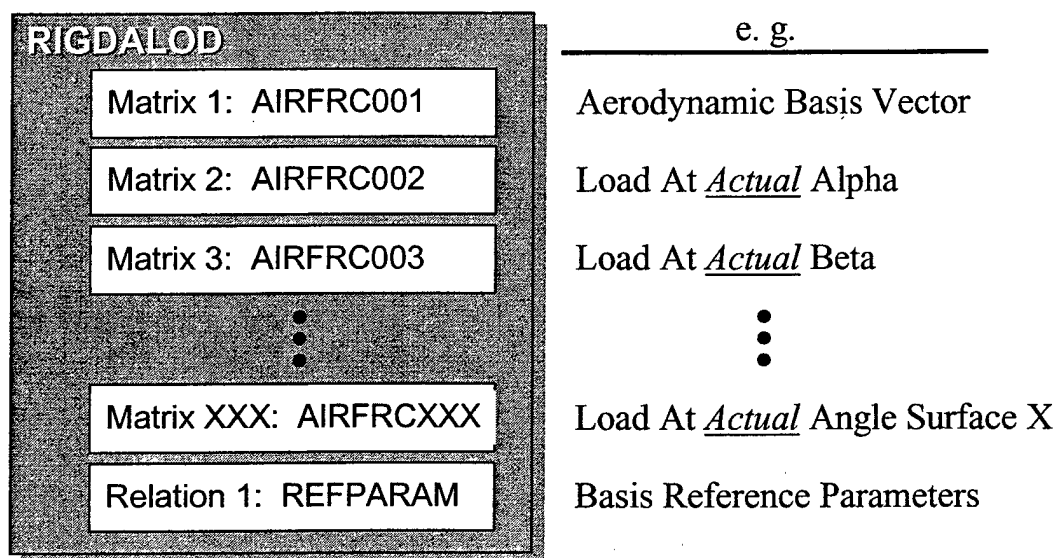 RIGDALOD
e. g.
Matrix 1: AIRFRC001
Aerodynamic Basis Vector
Matrix 2: AIRFRC002
Load At Actual Alpha
Matrix 3: AIRFRC003
Load At Actual Beta
Matrix XXX: AIRFRCXXX
Load At Actual Angle Surface X
Relation 1: REFPARAM
Basis Reference Parameters